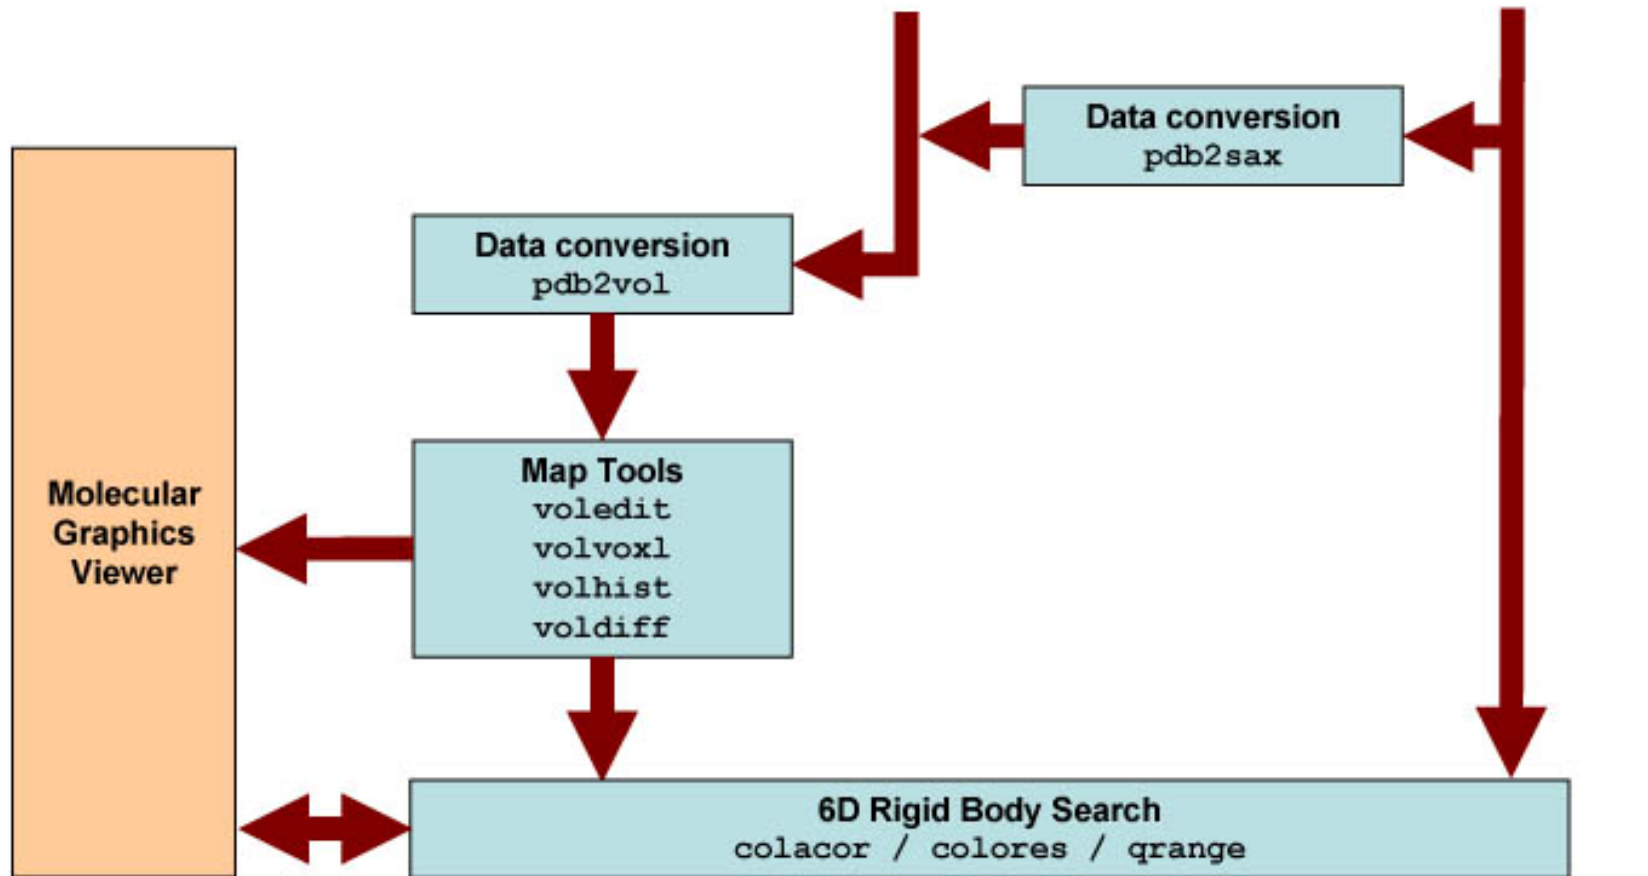 Data conversion
pdb2sax
Data conversion
pdb2vol
Map Tools
voledit
volvoxl
volhist
voldiff
Molecular
Graphics
Viewer
6D Rigid Body Search
colacor / colores / qrange